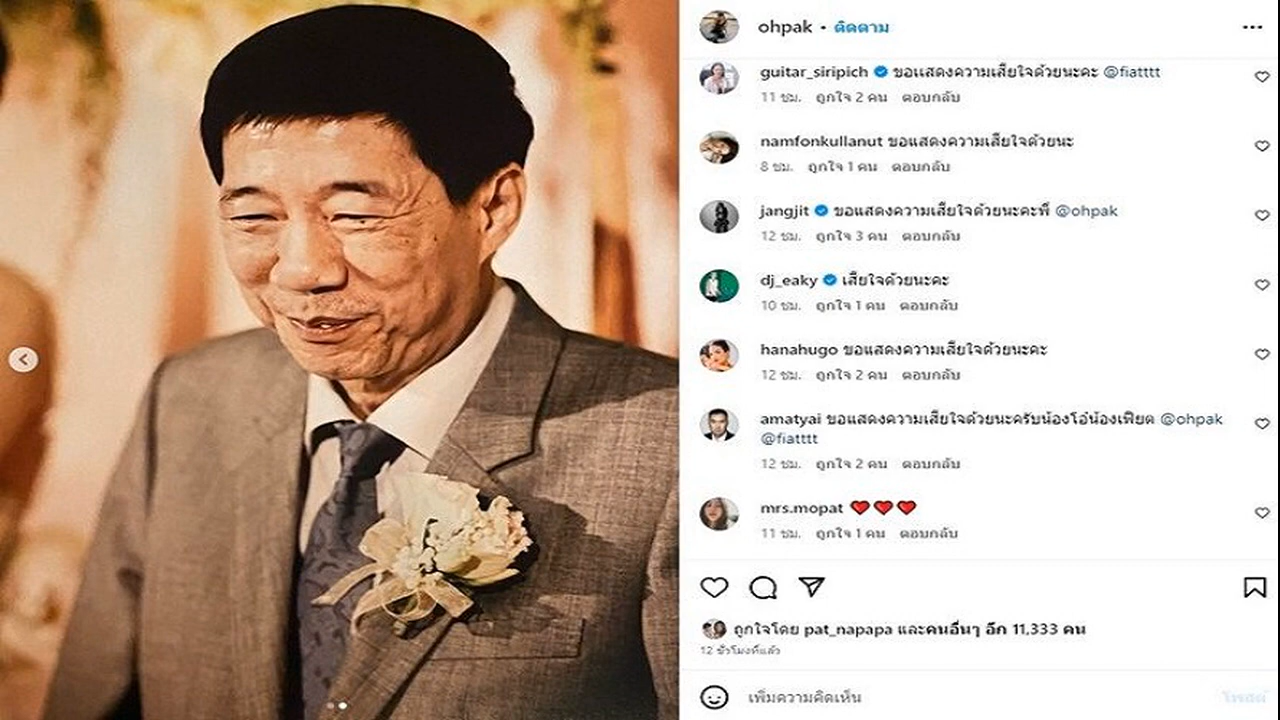 ohpak • ติดตาม
guitar_siripich ขอแสดงความเสียใจด้วยนะคะ @fiatttt
11 ชม. ถูกใจ 2 คน ตอบกลับ
namfonkullanut ขอแสดงความเสียใจด้วยนะ
8 ชม. ถูกใจ 1 คน ตอบกลับ
jangjit ขอแสดงความเสียใจด้วยนะคะพี่ @ohpak
12 ชม. ถูกใจ 3 คน ตอบกลับ
dj_eaky เสียใจด้วยนะคะ
10 ชม. ถูกใจ 1 คน ตอบกลับ
hanahugo ขอแสดงความเสียใจด้วยนะคะ
12 ชม. ถูกใจ 2 คน ตอบกลับ
amatyai ขอแสดงความเสียใจด้วยนะครับน้องโอ๋น้องเฟียต @ohpak
@fiatttt
12 ชม. ถูกใจ 2 คน ตอบกลับ
mrs.mopat ❤️❤️❤️
11 ชม. ถูกใจ 1 คน ตอบกลับ
ถูกใจโดย pat_napapa และคนอื่นๆ อีก 11,333 คน
12 ชั่วโมงที่แล้ว
เพิ่มความคิดเห็น
โพสต์